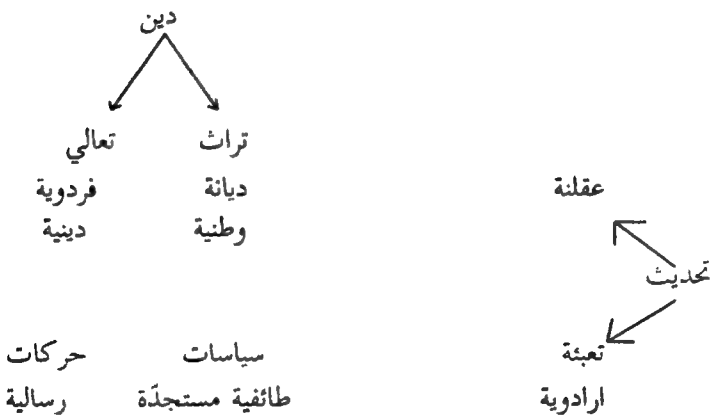 دين
تراث تعالي
عقلنة ديانة فردوية
وطنية دينية
تحديث
تعبئة سياسات حركات
ارادوية طائفية مستجدّة رسالية